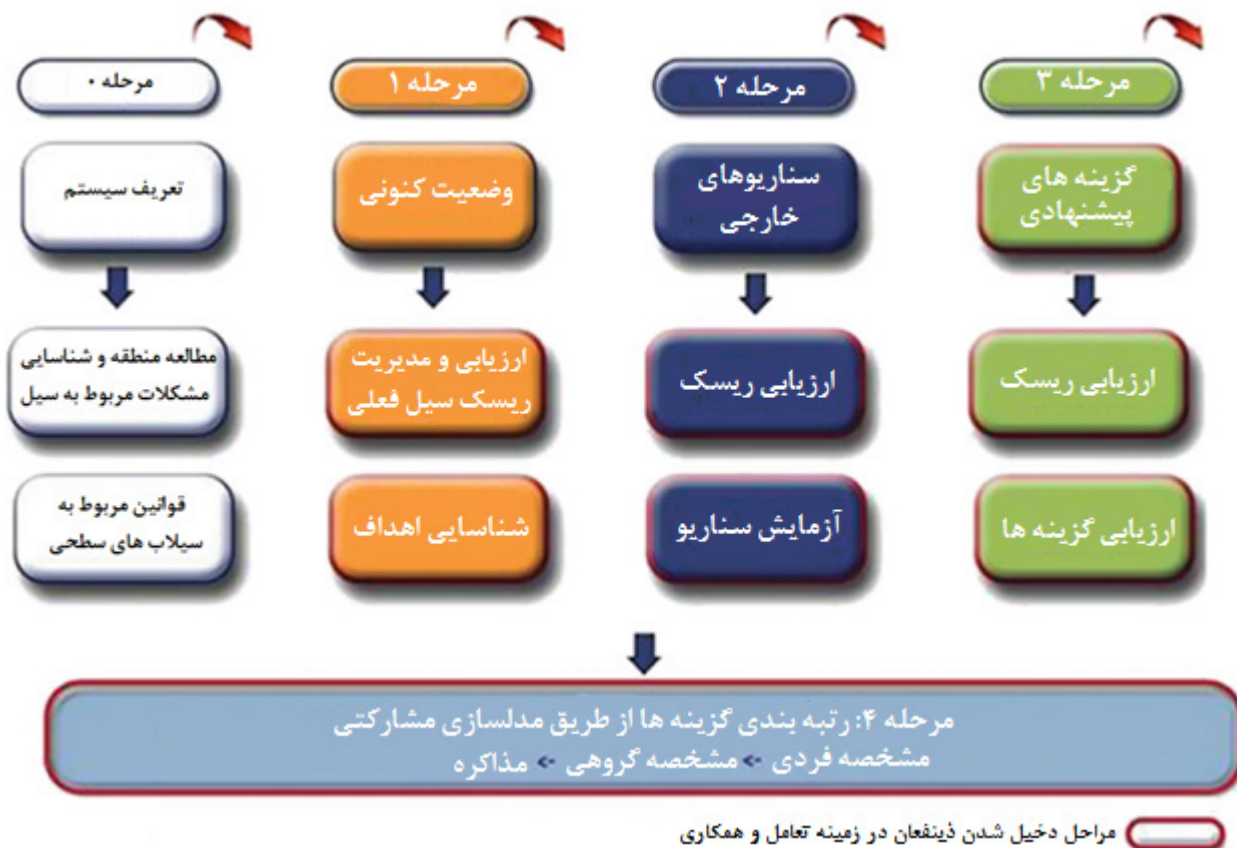 مرحله ۰
تعریف سیستم
مطالعه منطقه و شناسایی
مشکلات مربوط به سیل
قوانین مربوط به
سیلاب های سطحی
مرحله ۱
وضعیت کنونی
ارزیابی و مدیریت
ریسک سیل فعلی
شناسایی اهداف
مرحله ۲
سناریوهای
خارجی
ارزیابی ریسک
آزمایش سناریو
مرحله ۳
گزینه های
پیشنهادی
ارزیابی ریسک
ارزیابی گزینه ها
مرحله ۴: رتبه بندی گزینه ها از طریق مدلسازی مشارکتی
مشخصه فردی -> مشخصه گروهی -> مذاکره
مراحل دخیل شدن ذینفعان در زمینه تعامل و همکاری